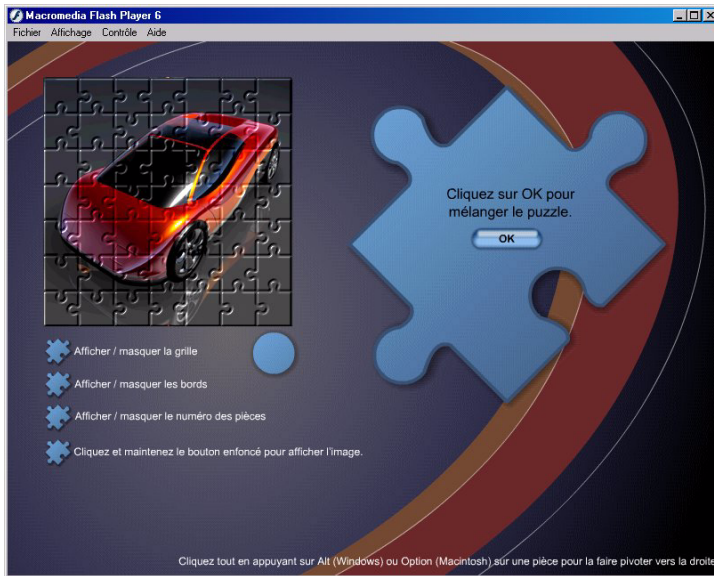 Macromedia Flash Player 6
Fichier Affichage Contrôle Aide
Cliquez sur OK pour
mélanger le puzzle.
OK
Afficher / masquer la grille
Afficher / masquer les bords
Afficher / masquer le numéro des pièces
Cliquez et maintenez le bouton enfoncé pour afficher l'image.
Cliquez tout en appuyant sur Alt (Windows) ou Option (Macintosh) sur une pièce pour la faire pivoter vers la droite